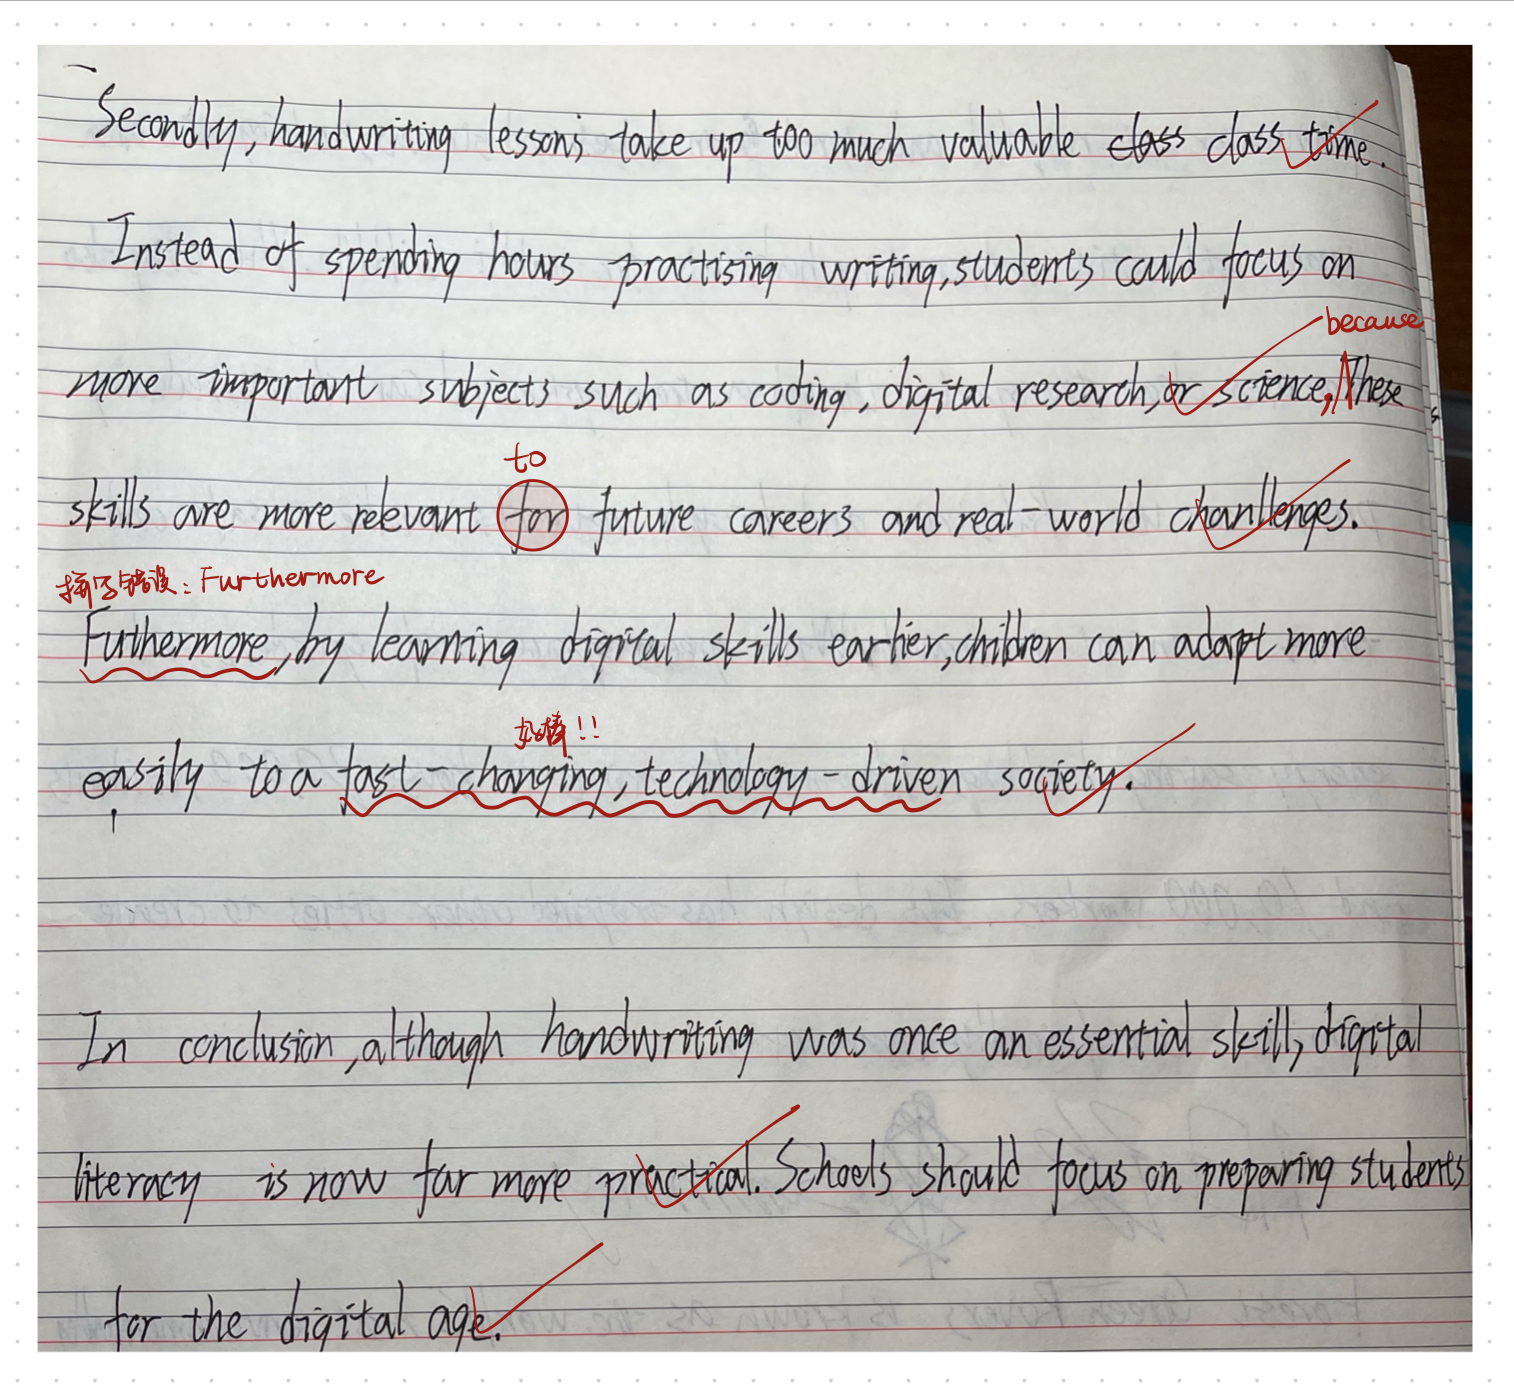 Secondly, handwriting lessons take up too much valuable class class time.
Instead of spending hours practising writing, students could focus on
because
more important subjects such as coding, digital research, or science, These
to
skills are more relevant for future careers and real-world chanllenges.
拼写错误: Furthermore
Futhermore, by learning digital skills earlier, children can adapt more
好棒!!
easily to a fast-changing, technology-driven society.
In conclusion, although handwriting was once an essential skill, digital
literacy is now far more practical. Schools should focus on preparing students
for the digital age.